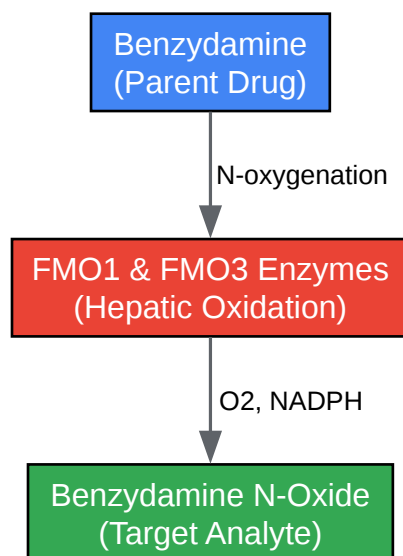 Benzydamine
(Parent Drug)
N-oxygenation
FMO1 & FMO3 Enzymes
(Hepatic Oxidation)
O2, NADPH
Benzydamine N-Oxide
(Target Analyte)